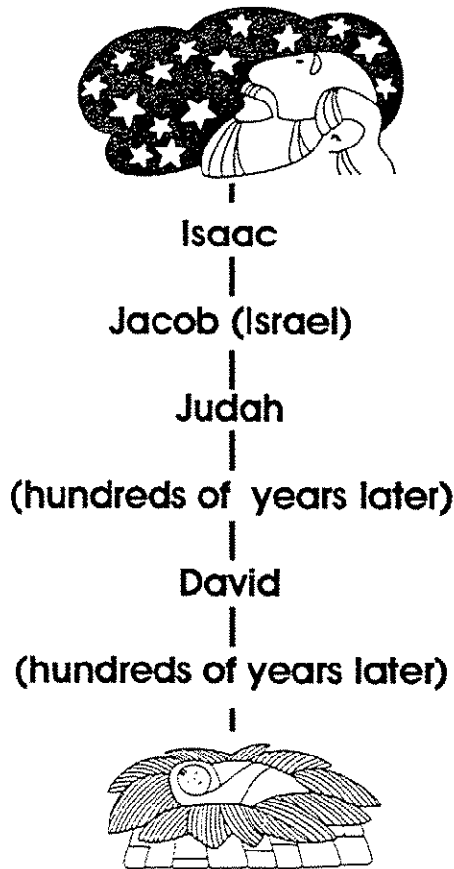 Isaac
Jacob (Israel)
Judah
(hundreds of years later)
David
(hundreds of years later)